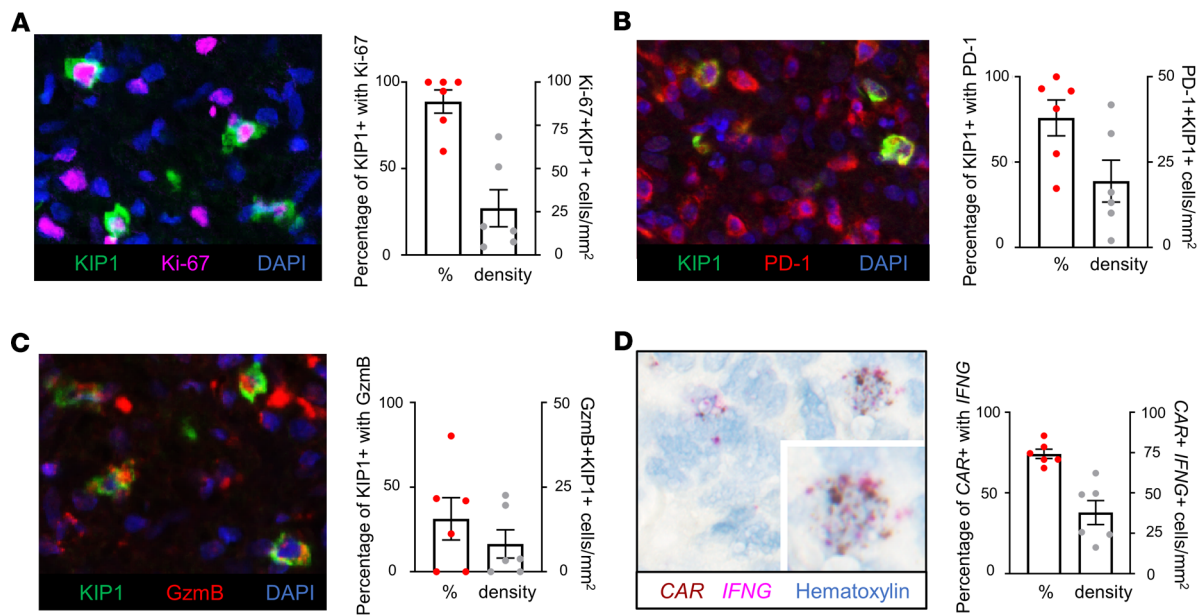 A
KIP1 Ki-67 DAPI
Percentage of KIP1+ with Ki-67
100
50
0
100
75
50
25
0
Ki-67+KIP1+ cells/mm²
% density
B
KIP1 PD-1 DAPI
Percentage of KIP1+ with PD-1
100
50
0
50
25
0
PD-1+KIP1+ cells/mm²
% density
C
KIP1 GzmB DAPI
Percentage of KIP1+ with GzmB
100
50
0
50
25
0
GzmB+KIP1+ cells/mm²
% density
D
CAR IFNG Hematoxylin
Percentage of CAR+ with IFNG
100
50
0
100
75
50
25
0
CAR+ IFNG+ cells/mm²
% density